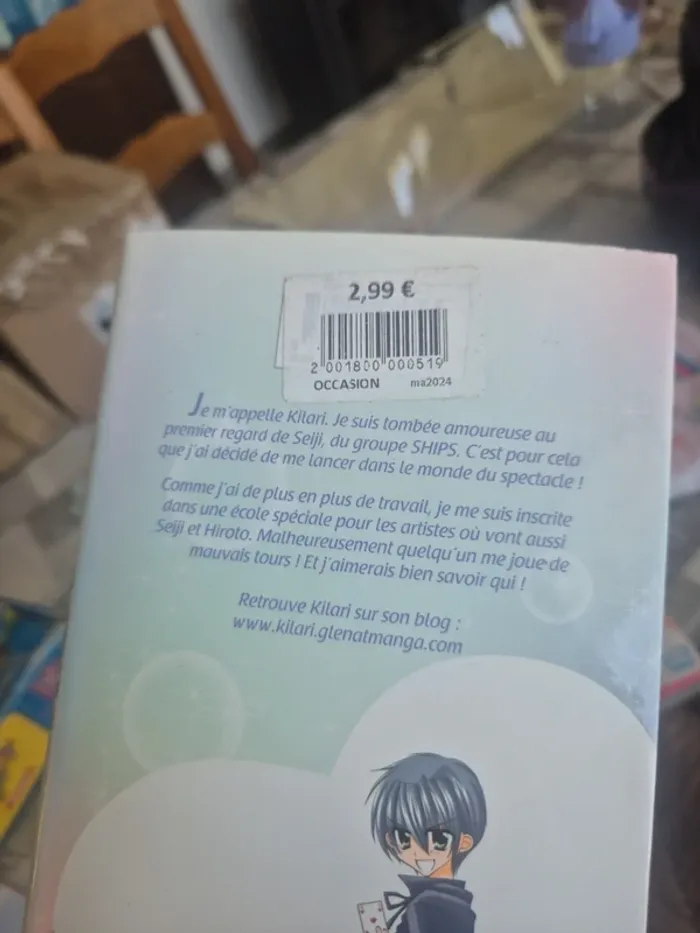 2,99 €
2 001800 000519
OCCASION ma2024
Je m'appelle Kilari. Je suis tombée amoureuse au
premier regard de Seiji, du groupe SHIPS. C'est pour cela
que j'ai décidé de me lancer dans le monde du spectacle !
Comme j'ai de plus en plus de travail, je me suis inscrite
dans une école spéciale pour les artistes où vont aussi
Seiji et Hiroto. Malheureusement quelqu'un me joue de
mauvais tours ! Et j'aimerais bien savoir qui !
Retrouve Kilari sur son blog :
www.kilari.glenatmanga.com